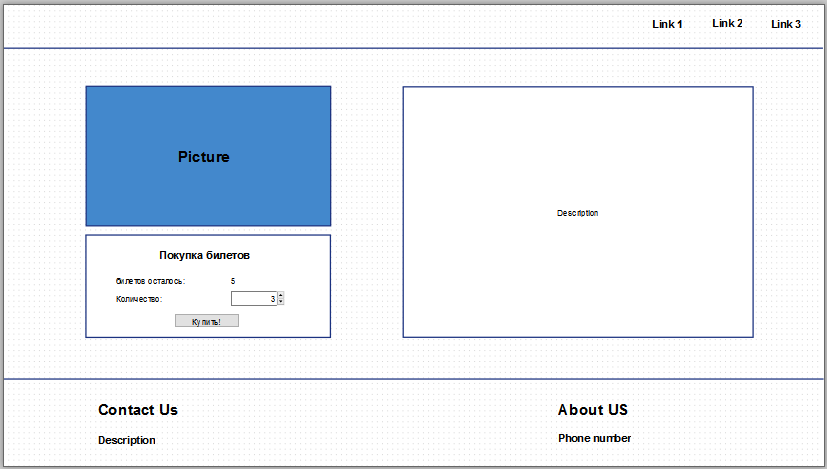 Link 1 Link 2 Link 3
Picture
Description
Покупка билетов
билетов осталось: 5
Количество: 3
Купить!
Contact Us
Description
About US
Phone number